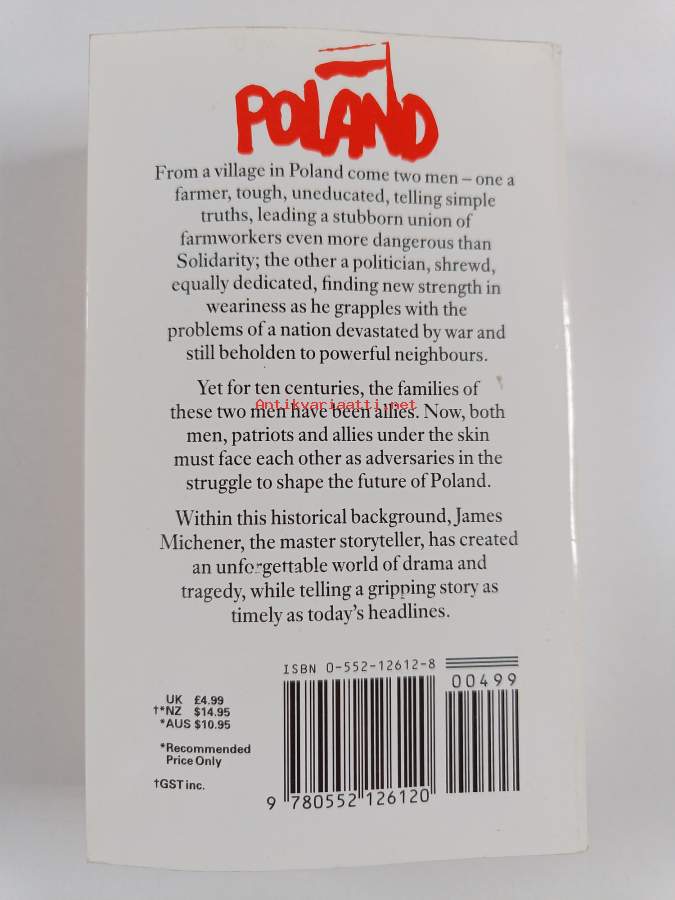 POLAND
From a village in Poland come two men – one a
farmer, tough, uneducated, telling simple
truths, leading a stubborn union of
farmworkers even more dangerous than
Solidarity; the other a politician, shrewd,
equally dedicated, finding new strength in
weariness as he grapples with the
problems of a nation devastated by war and
still beholden to powerful neighbours.
Yet for ten centuries, the families of
Antikvariaatti.net
these two men have been allies. Now, both
men, patriots and allies under the skin
must face each other as adversaries in the
struggle to shape the future of Poland.
Within this historical background, James
Michener, the master storyteller, has created
an unforgettable world of drama and
tragedy, while telling a gripping story as
timely as today's headlines.
ISBN 0-552-12612-8
00499
UK £4.99
†*NZ $14.95
*AUS $10.95
*Recommended
Price Only
†GST inc.
9 780552 126120